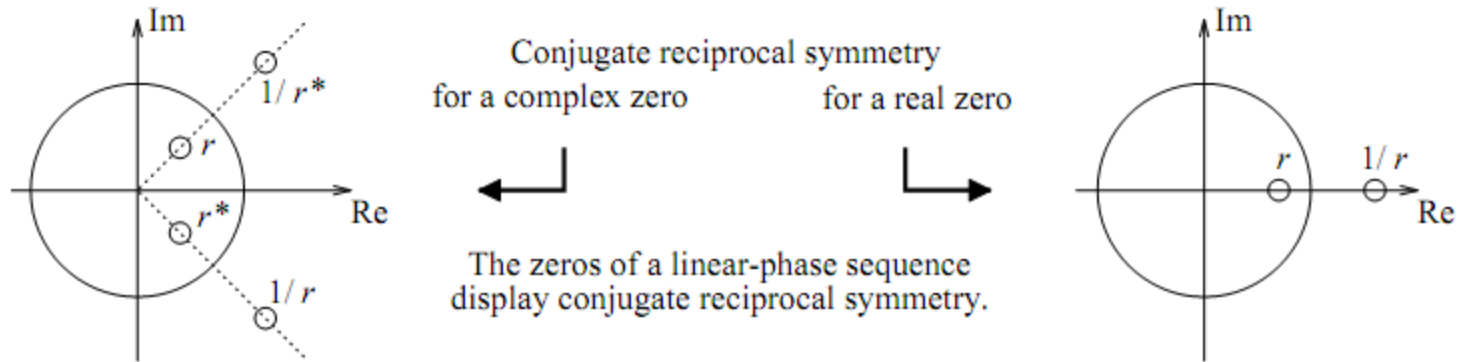 Im
1/r*
r
Re
r*
1/r
Conjugate reciprocal symmetry
for a complex zero
for a real zero
The zeros of a linear-phase sequence
display conjugate reciprocal symmetry.
Im
r
1/r
Re